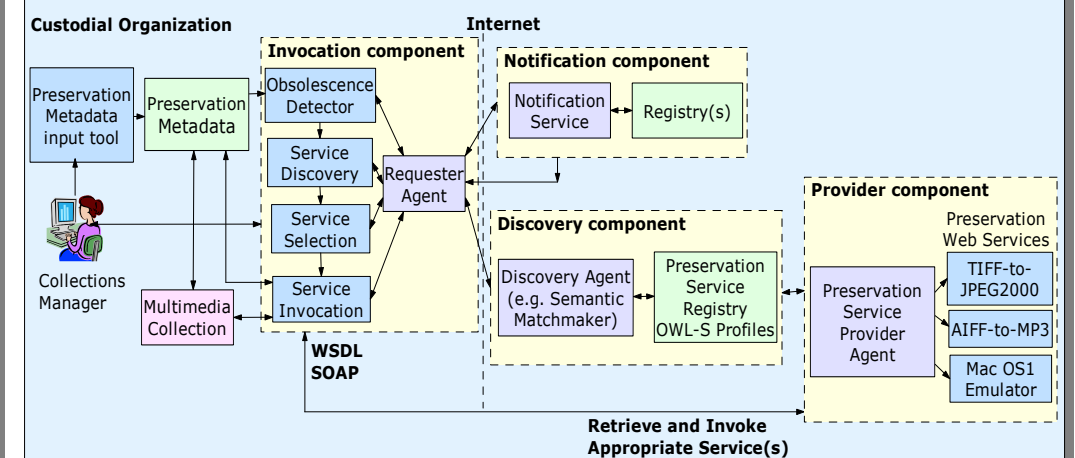 Custodial Organization
Internet
Invocation component
Preservation
Metadata
input tool
Preservation
Metadata
Obsolescence
Detector
Service
Discovery
Service
Selection
Service
Invocation
Requester
Agent
Notification component
Notification
Service
Registry(s)
Collections
Manager
Multimedia
Collection
WSDL
SOAP
Discovery component
Discovery Agent
(e.g. Semantic
Matchmaker)
Preservation
Service
Registry
OWL-S Profiles
Provider component
Preservation
Web Services
Preservation
Service
Provider
Agent
TIFF-to-
JPEG2000
AIFF-to-MP3
Mac OS1
Emulator
Retrieve and Invoke
Appropriate Service(s)